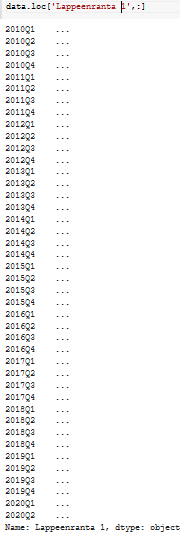 data.loc['Lappeenranta 1',:]
2010Q1 ...
2010Q2 ...
2010Q3 ...
2010Q4 ...
2011Q1 ...
2011Q2 ...
2011Q3 ...
2011Q4 ...
2012Q1 ...
2012Q2 ...
2012Q3 ...
2012Q4 ...
2013Q1 ...
2013Q2 ...
2013Q3 ...
2013Q4 ...
2014Q1 ...
2014Q2 ...
2014Q3 ...
2014Q4 ...
2015Q1 ...
2015Q2 ...
2015Q3 ...
2015Q4 ...
2016Q1 ...
2016Q2 ...
2016Q3 ...
2016Q4 ...
2017Q1 ...
2017Q2 ...
2017Q3 ...
2017Q4 ...
2018Q1 ...
2018Q2 ...
2018Q3 ...
2018Q4 ...
2019Q1 ...
2019Q2 ...
2019Q3 ...
2019Q4 ...
2020Q1 ...
2020Q2 ...
Name: Lappeenranta 1, dtype: object